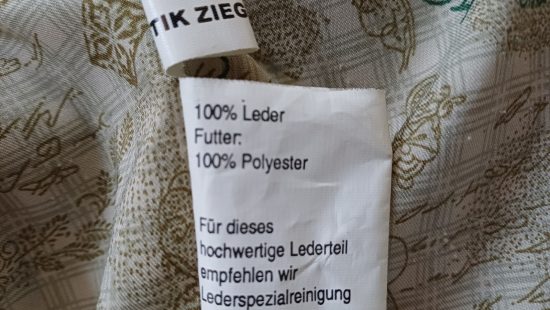 TIK ZIEG
100% Leder
Futter:
100% Polyester
Für dieses
hochwertige Lederteil
empfehlen wir
Lederspezialreinigung